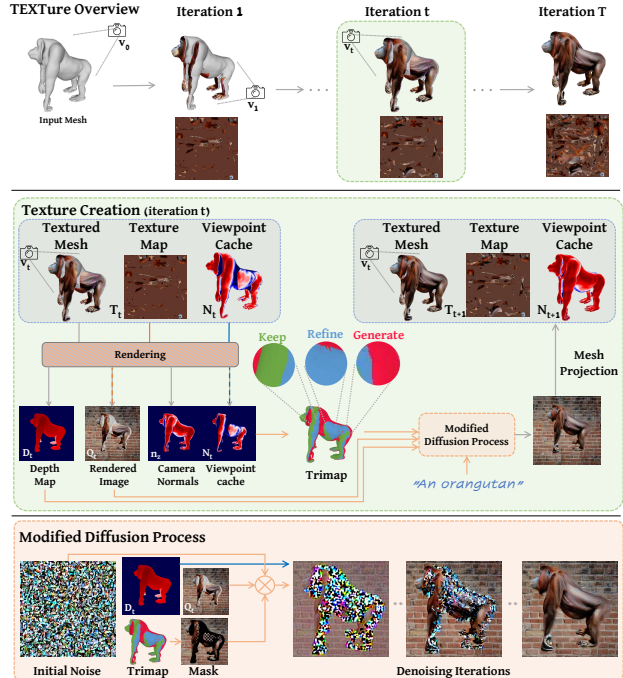 TEXTure Overview
Iteration 1
Iteration t
Iteration T
v0
vt
v1
Input Mesh
. . .
. . .
Texture Creation (iteration t)
Textured Mesh
Texture Map
Viewpoint Cache
Textured Mesh
Texture Map
Viewpoint Cache
vt
Tt
Nt
vt
Tt+1
Nt+1
Rendering
Keep
Refine
Generate
Mesh Projection
Dt
Qt
nz
Nt
Depth Map
Rendered Image
Camera Normals
Viewpoint cache
Trimap
Modified Diffusion Process
"An orangutan"
Modified Diffusion Process
Dt
Qt
Initial Noise
Trimap
Mask
Denoising Iterations